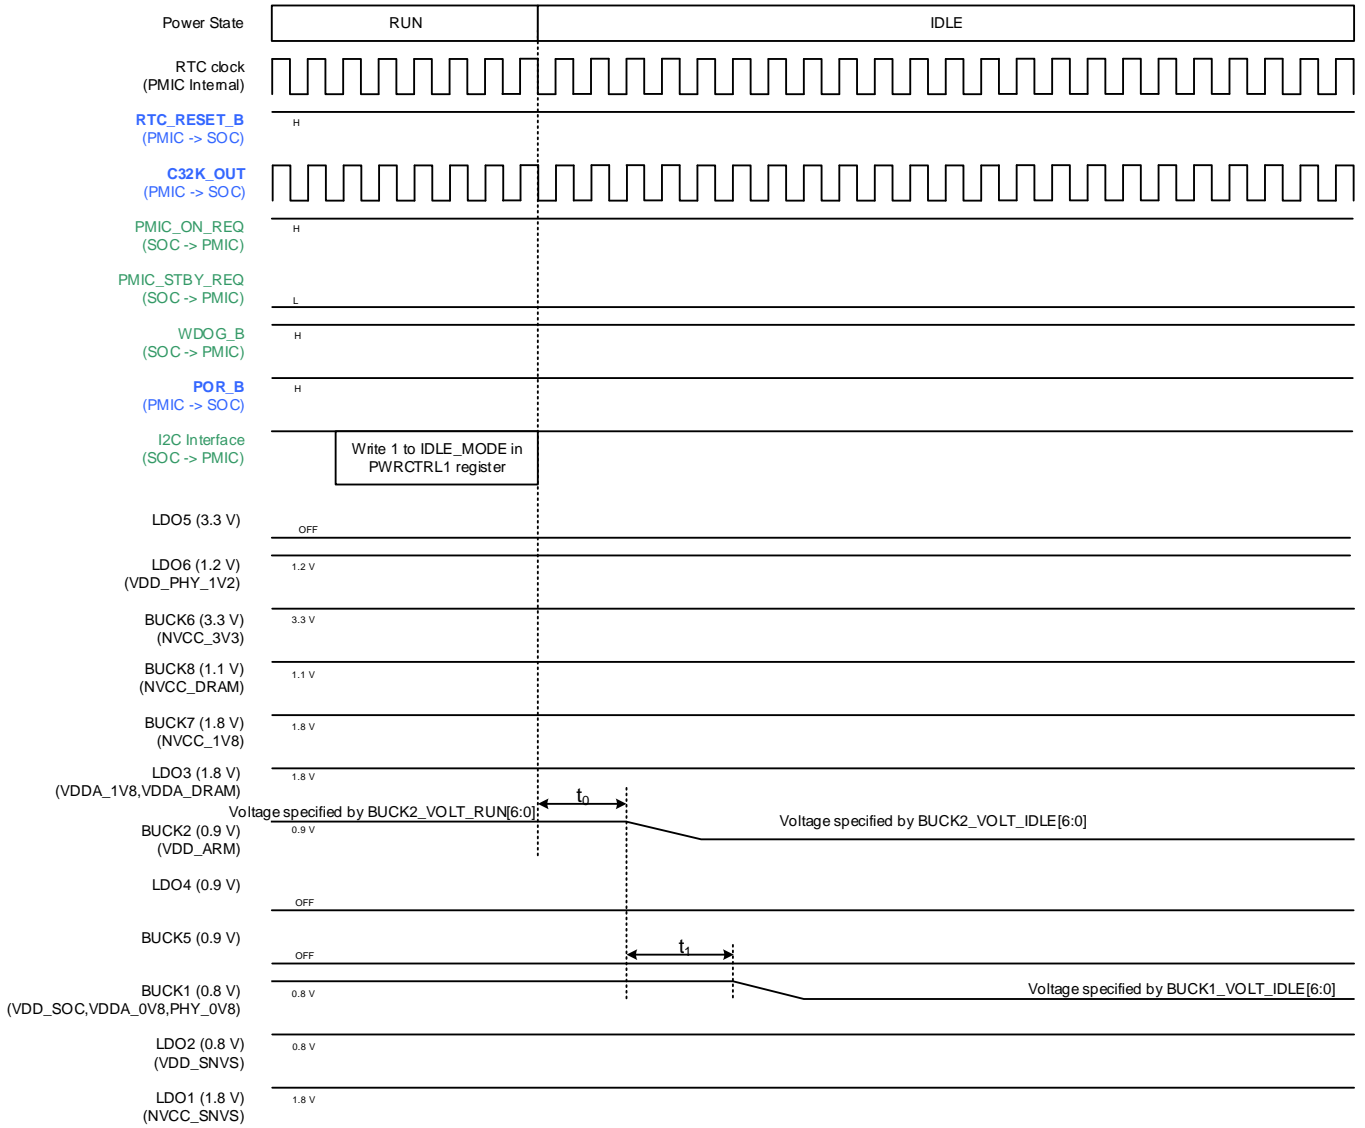 Power State
RUN
IDLE
RTC clock
(PMIC Internal)
RTC_RESET_B
(PMIC -> SOC)
H
C32K_OUT
(PMIC -> SOC)
PMIC_ON_REQ
(SOC -> PMIC)
H
PMIC_STBY_REQ
(SOC -> PMIC)
L
WDOG_B
(SOC -> PMIC)
H
POR_B
(PMIC -> SOC)
H
I2C Interface
(SOC -> PMIC)
Write 1 to IDLE_MODE in
PWRCTRL1 register
LDO5 (3.3 V)
OFF
LDO6 (1.2 V)
(VDD_PHY_1V2)
1.2 V
BUCK6 (3.3 V)
(NVCC_3V3)
3.3 V
BUCK8 (1.1 V)
(NVCC_DRAM)
1.1 V
BUCK7 (1.8 V)
(NVCC_1V8)
1.8 V
LDO3 (1.8 V)
(VDDA_1V8,VDDA_DRAM)
1.8 V
t0
Voltage specified by BUCK2_VOLT_RUN[6:0]
Voltage specified by BUCK2_VOLT_IDLE[6:0]
BUCK2 (0.9 V)
(VDD_ARM)
0.9 V
LDO4 (0.9 V)
OFF
BUCK5 (0.9 V)
OFF
t1
BUCK1 (0.8 V)
(VDD_SOC,VDDA_0V8,PHY_0V8)
0.8 V
Voltage specified by BUCK1_VOLT_IDLE[6:0]
LDO2 (0.8 V)
(VDD_SNVS)
0.8 V
LDO1 (1.8 V)
(NVCC_SNVS)
1.8 V